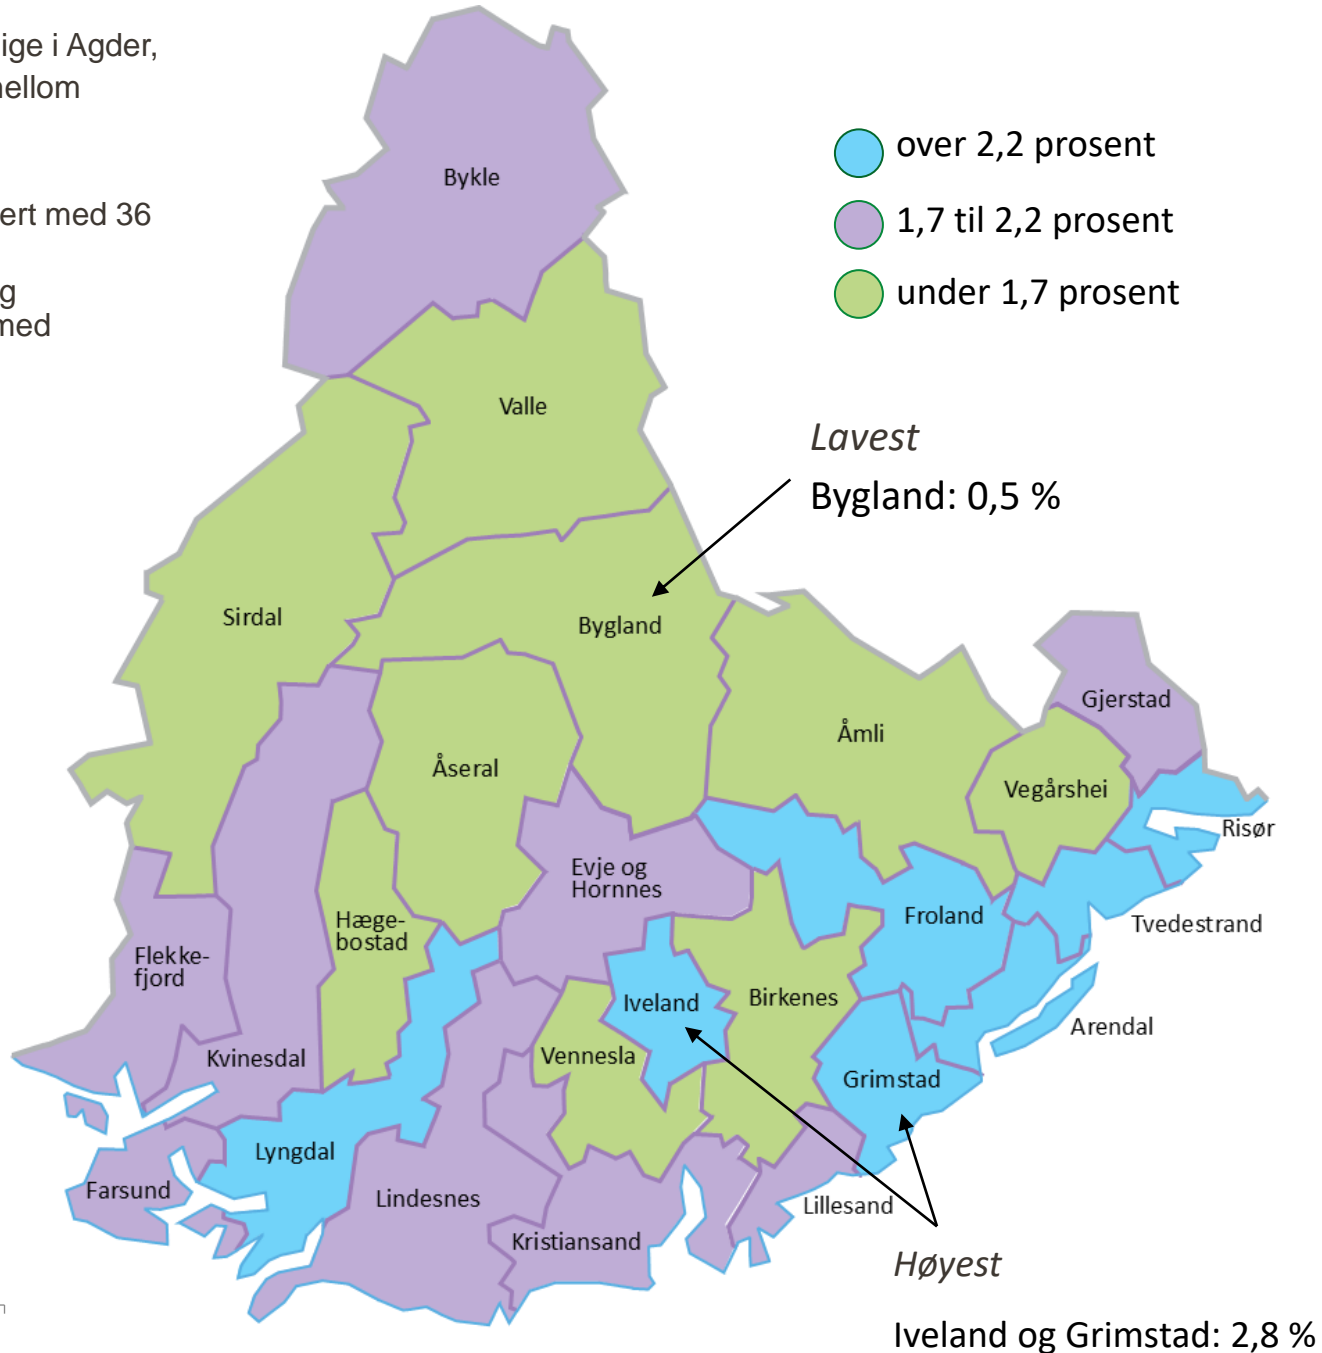 ige i Agder,
ellom
ert med 36
g
med
over 2,2 prosent
1,7 til 2,2 prosent
under 1,7 prosent
Bykle
Valle
Lavest
Bygland: 0,5 %
Sirdal
Bygland
Gjerstad
Åmli
Åseral
Vegårshei
Risør
Evje og
Hornnes
Hæge-
bostad
Froland
Tvedestrand
Flekke-
fjord
Iveland
Birkenes
Arendal
Kvinesdal
Vennesla
Grimstad
Lyngdal
Farsund
Lindesnes
Lillesand
Kristiansand
Høyest
Iveland og Grimstad: 2,8 %